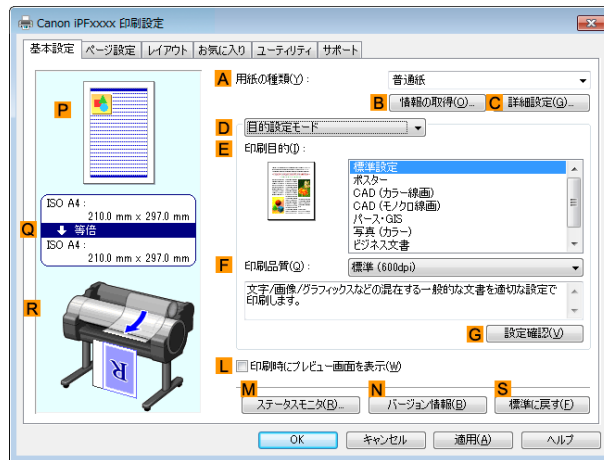 Canon iPFxxxx 印刷設定
基本設定 ページ設定 レイアウト お気に入り ユーティリティ サポート
P
A 用紙の種類(Y): 普通紙
B 情報の取得(O)... C 詳細設定(G)...
D 目的設定モード
E 印刷目的(I):
標準設定
ポスター
CAD (カラー線画)
CAD (モノクロ線画)
パース・GIS
写真 (カラー)
ビジネス文書
Q
ISO A4 :
210.0 mm x 297.0 mm
等倍
ISO A4 :
210.0 mm x 297.0 mm
F 印刷品質(Q): 標準 (600dpi)
文字/画像/グラフィックスなどの混在する一般的な文書を適切な設定で
印刷します。
R
R
G 設定確認(V)
L 印刷時にプレビュー画面を表示(W)
M N S
ステータスモニタ(R)... バージョン情報(B) 標準に戻す(F)
OK キャンセル 適用(A) ヘルプ